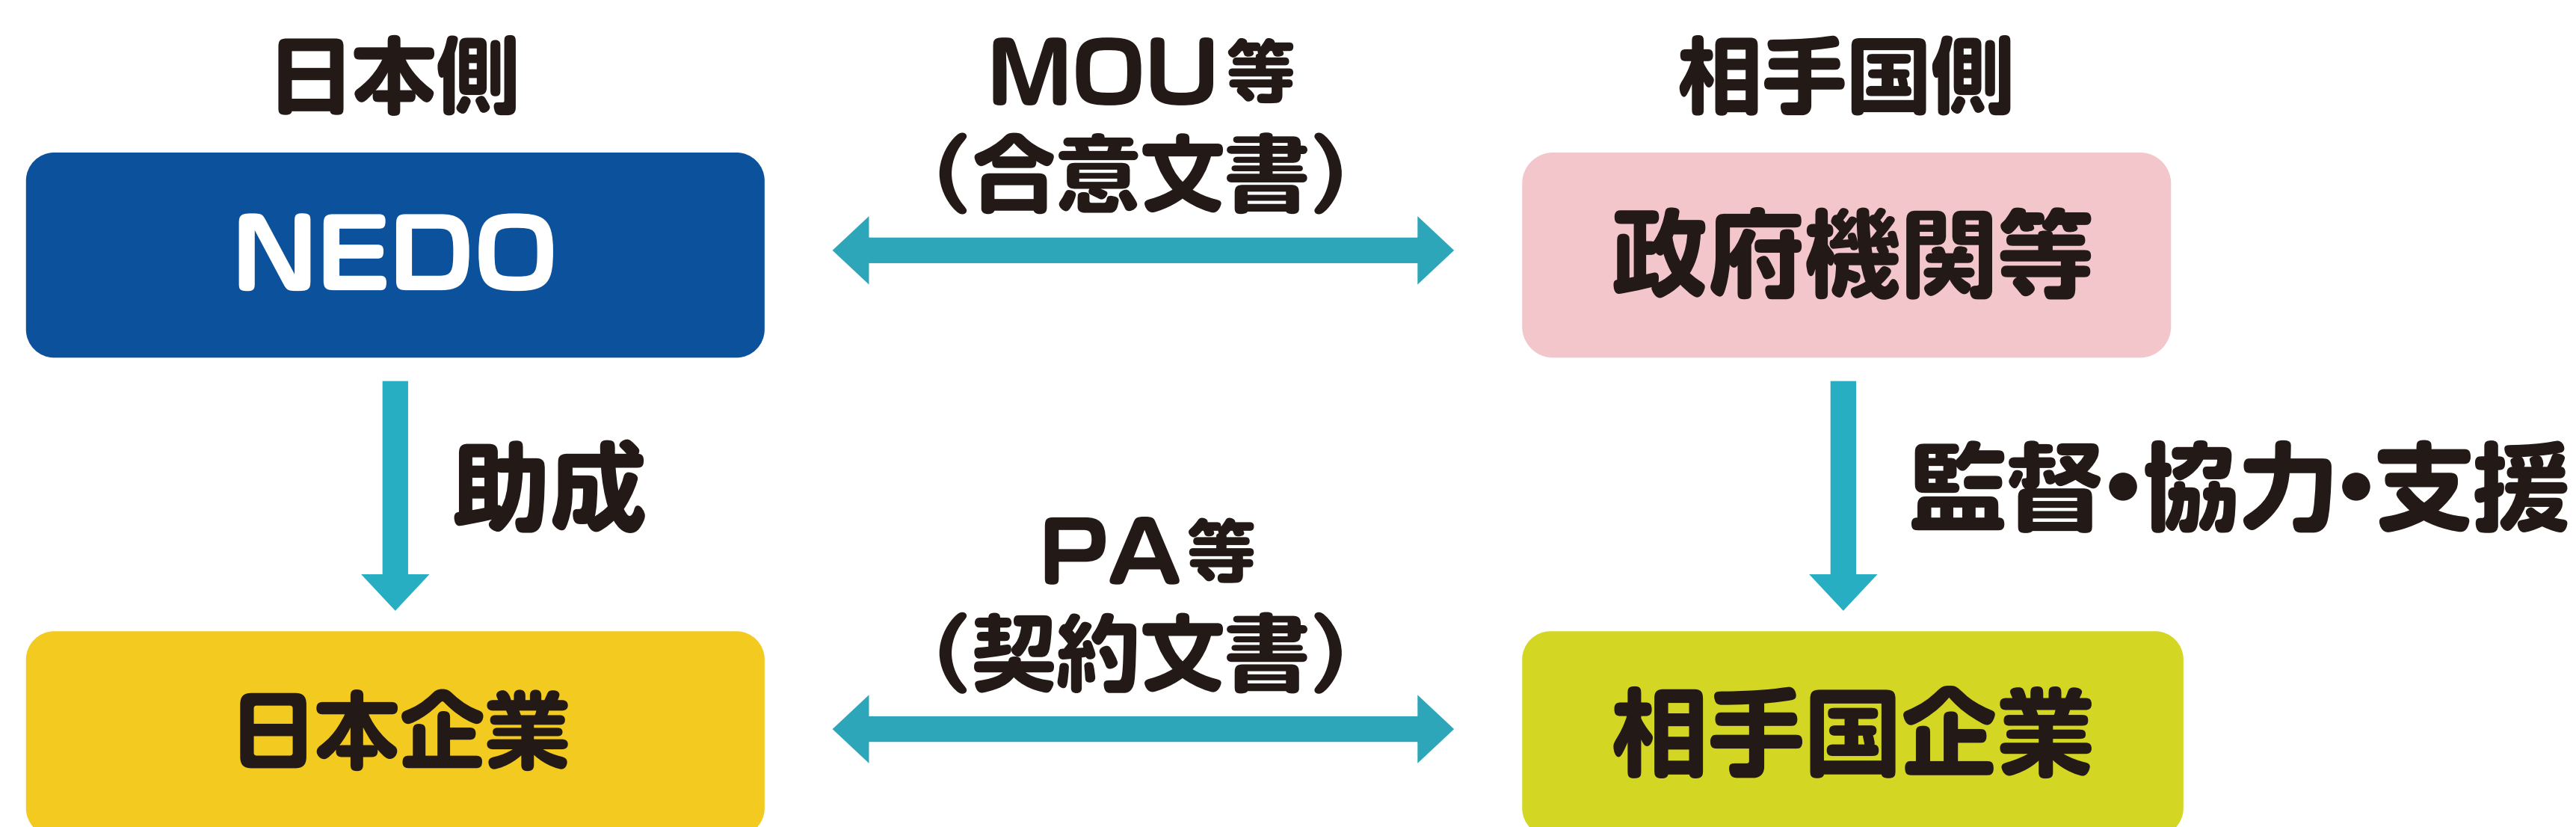 日本側
MOU等
(合意文書)
相手国側
NEDO
政府機関等
助成
監督・協力・支援
PA等
(契約文書)
日本企業
相手国企業